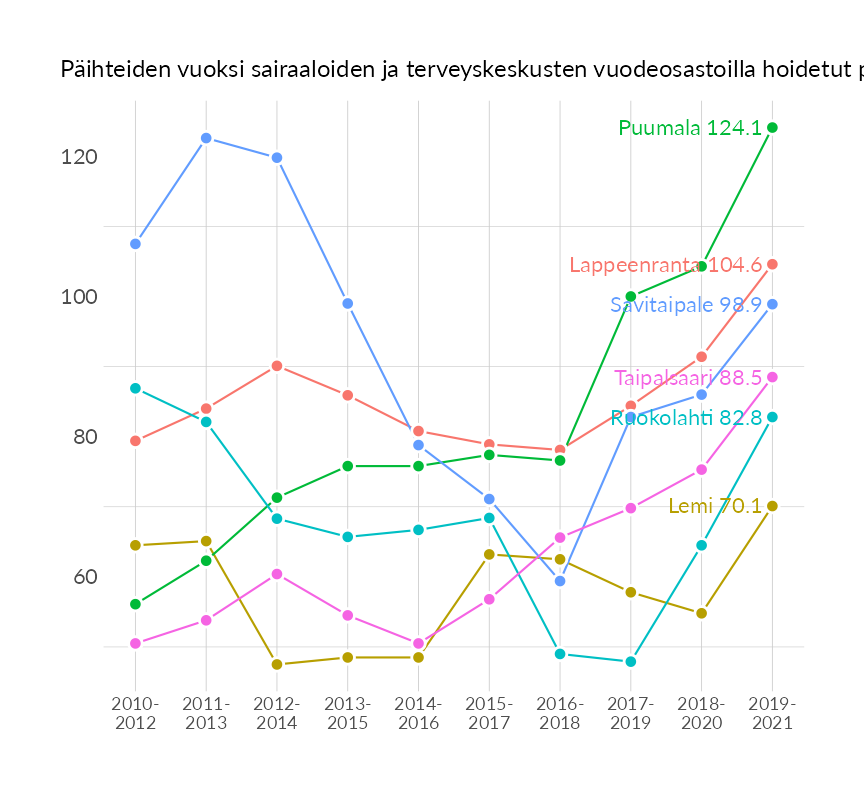 Päihteiden vuoksi sairaaloiden ja terveyskeskusten vuodeosastoilla hoidetut
Puumala 124.1
120
Lappeenranta 104.6
100
Savitaipale 98.9
Taipalsaari 88.5
Ruokolahti 82.8
80
Lemi 70.1
60
2010- 2011- 2012- 2013- 2014- 2015- 2016- 2017- 2018- 2019-
2012 2013 2014 2015 2016 2017 2018 2019 2020 2021